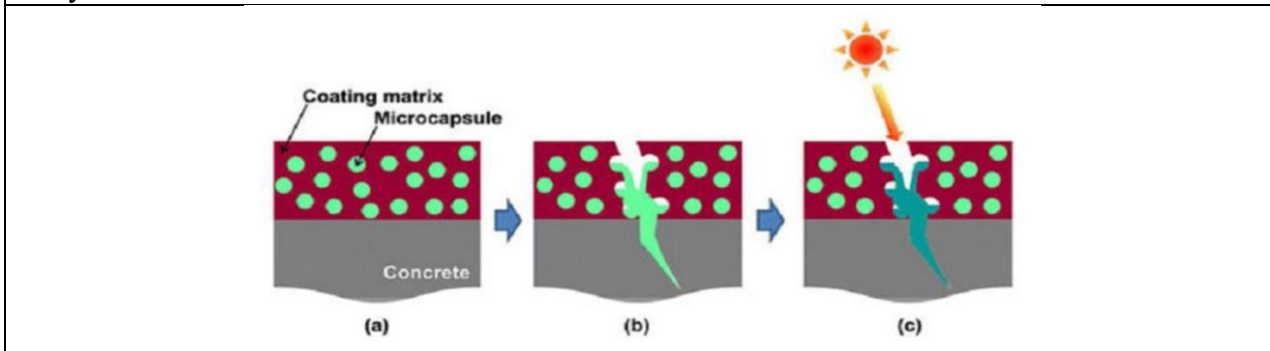 Coating matrix
Microcapsule
Concrete
(a)
(b)
(c)